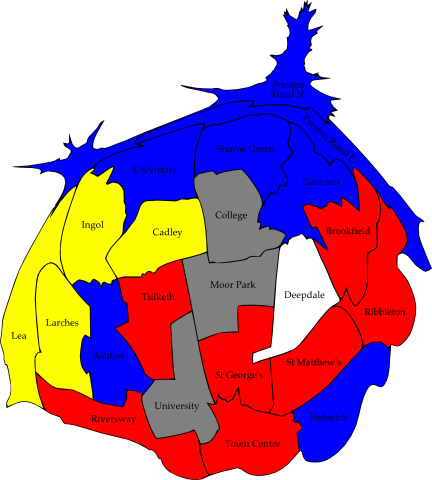 Preston
Rural N.
Preston Rural E.
Sharoe Green
Greyfriars
Garrison
College
Ingol
Cadley
Brookfield
Moor Park
Tulketh
Deepdale
Larches
Ribbleton
Lea
Ashton
St Matthew's
St George's
University
Riversway
Fishwick
Town Centre